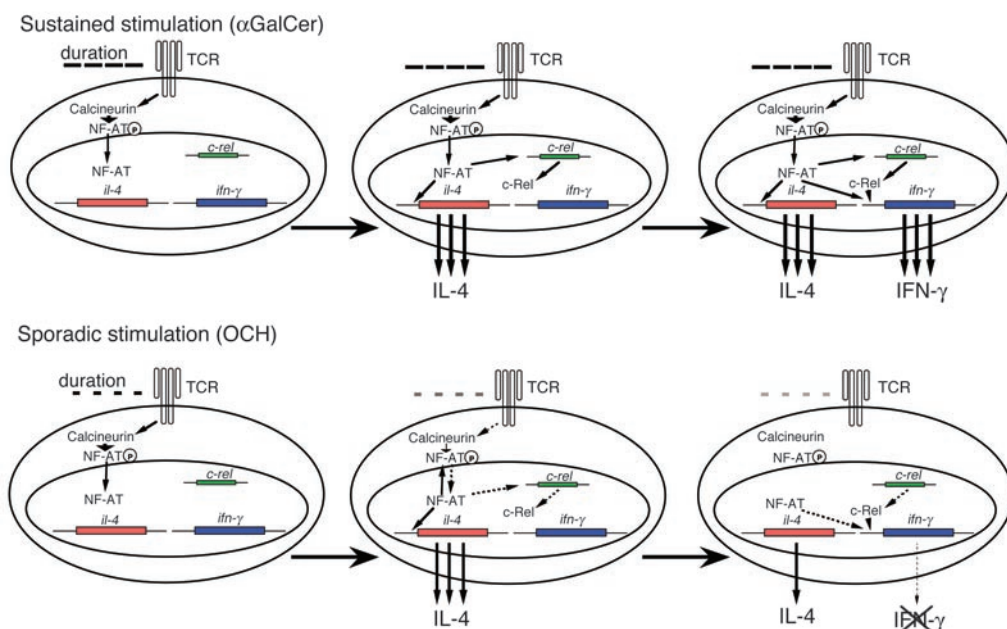 Sustained stimulation (αGalCer)
duration TCR TCR TCR
Calcineurin Calcineurin Calcineurin
NF-AT P NF-AT P NF-AT P
c-rel c-rel c-rel
NF-AT NF-AT c-Rel NF-AT c-Rel
il-4 ifn-γ il-4 ifn-γ il-4 ifn-γ
IL-4 IL-4 IFN-γ
Sporadic stimulation (OCH)
duration TCR TCR TCR
Calcineurin Calcineurin Calcineurin
NF-AT P NF-AT P NF-AT P
c-rel c-rel c-rel
NF-AT NF-AT c-Rel NF-AT c-Rel
il-4 ifn-γ il-4 ifn-γ il-4 ifn-γ
IL-4 IL-4 IFN-γ